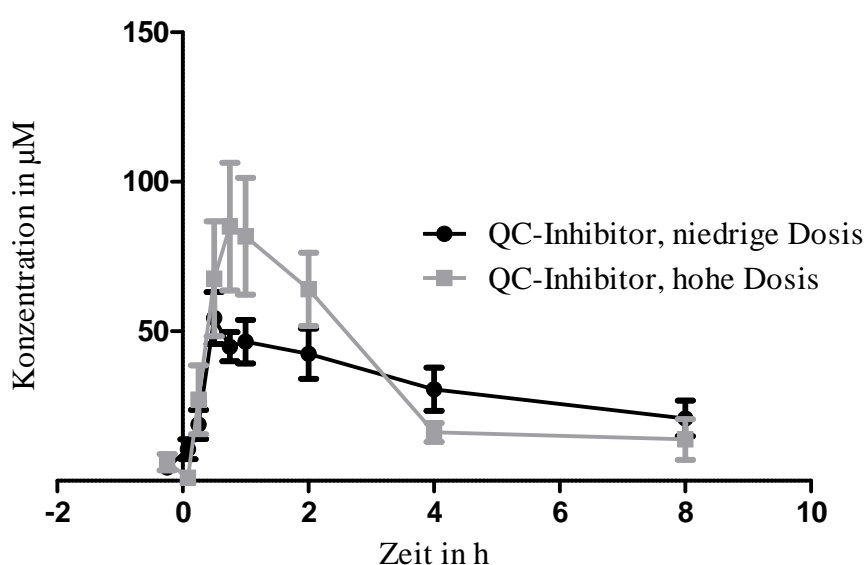 150
100
50
Konzentration in µM
QC-Inhibitor, niedrige Dosis
QC-Inhibitor, hohe Dosis
-2 0 2 4 6 8 10
Zeit in h